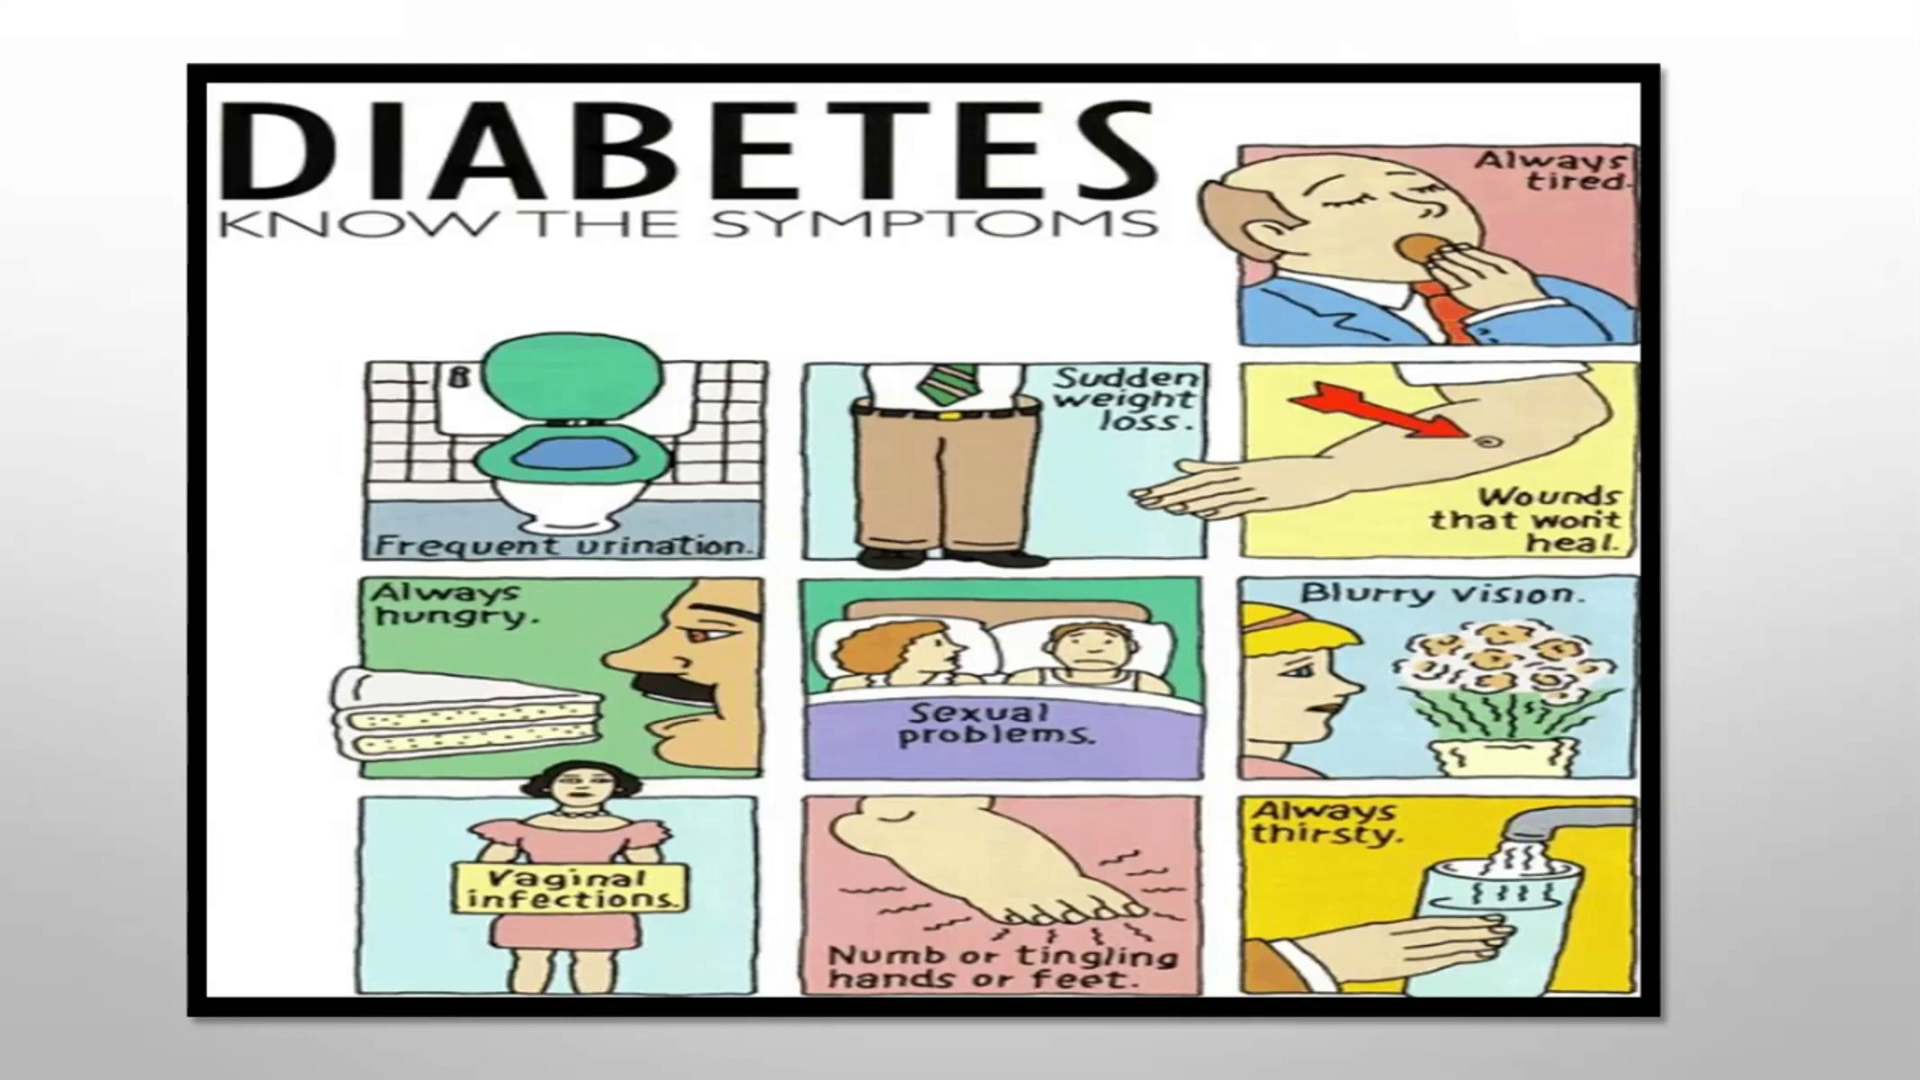 DIABETES
KNOW THE SYMPTOMS
Always
tired.
Frequent urination.
Sudden
weight
loss.
Wounds
that won't
heal.
Always
hungry.
Sexual
problems.
Blurry vision.
Vaginal
infections.
Numb or tingling
hands or feet.
Always
thirsty.